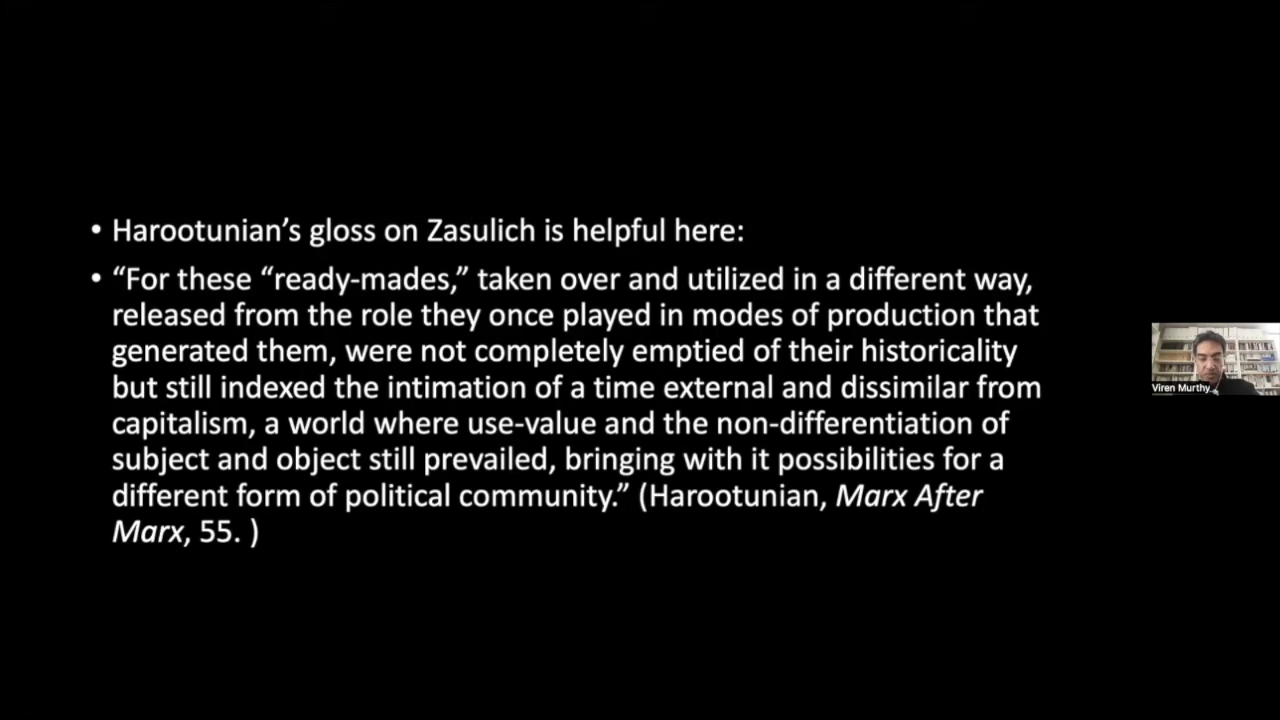 • Harootunian’s gloss on Zasulich is helpful here:
• “For these “ready-mades,” taken over and utilized in a different way,
released from the role they once played in modes of production that
generated them, were not completely emptied of their historicality
but still indexed the intimation of a time external and dissimilar from
capitalism, a world where use-value and the non-differentiation of
subject and object still prevailed, bringing with it possibilities for a
different form of political community.” (Harootunian, Marx After
Marx, 55. )
Viren Murthy